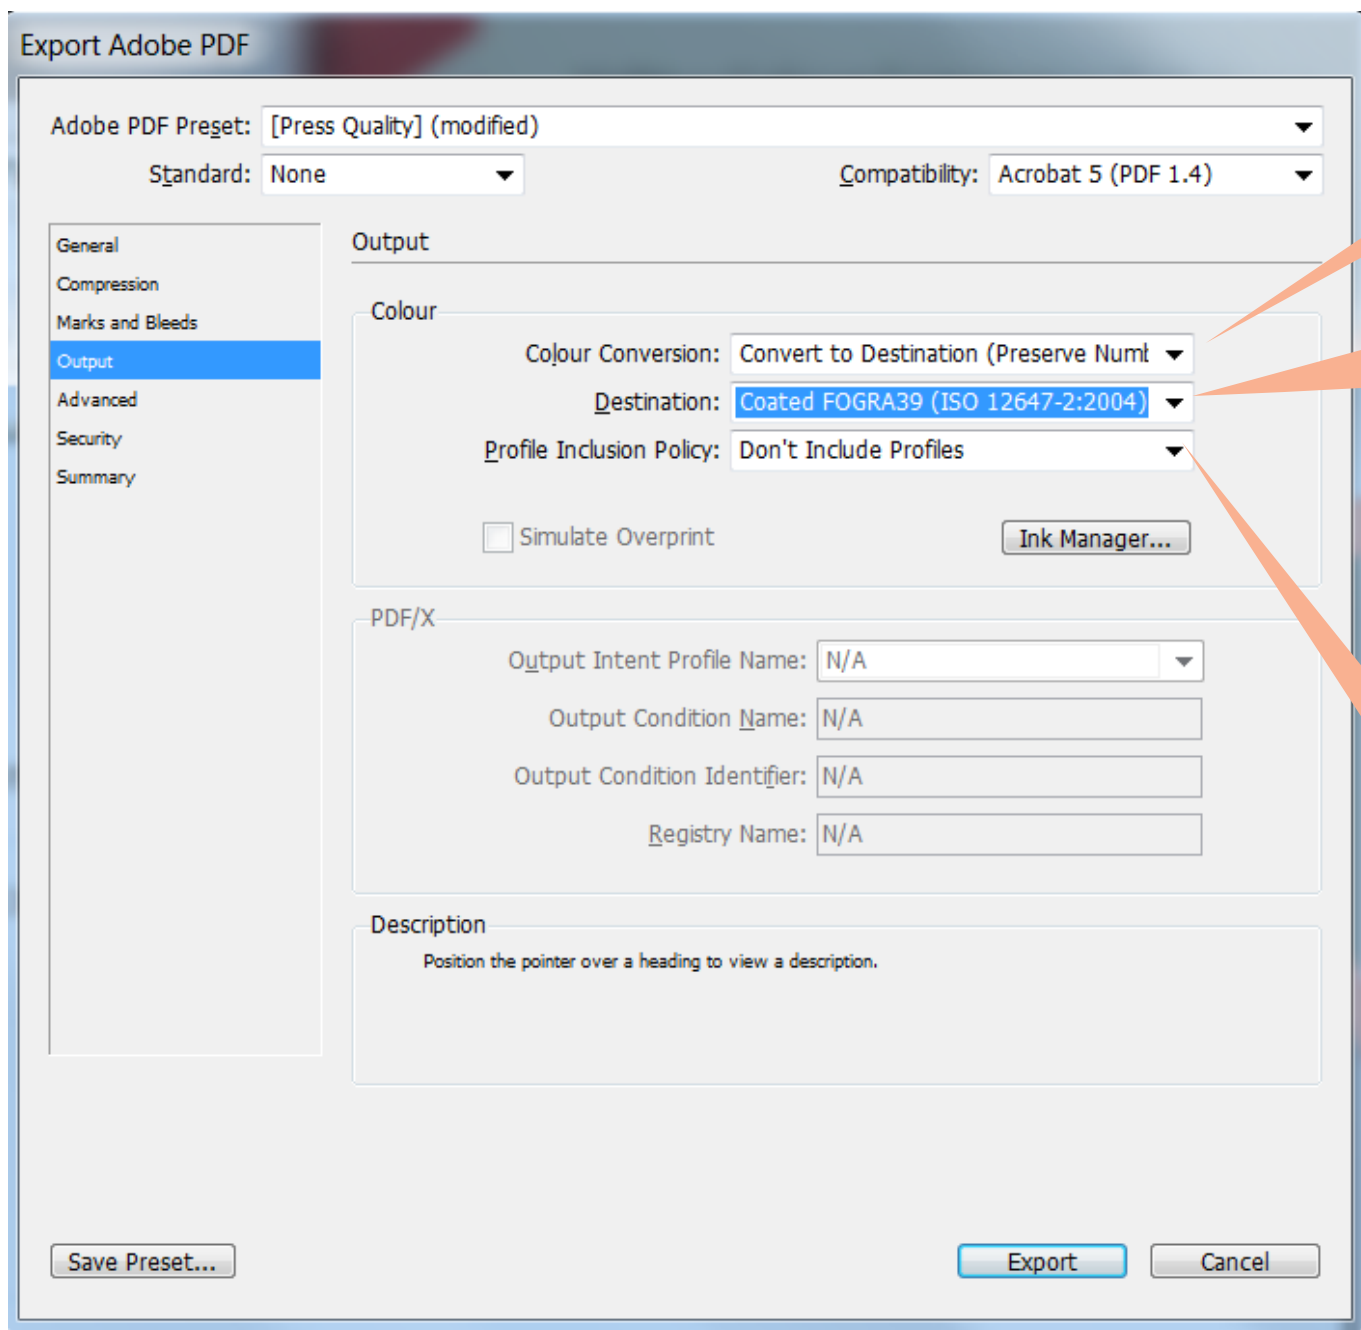 Export Adobe PDF
Adobe PDF Preset: [Press Quality] (modified)
Standard: None Compatibility: Acrobat 5 (PDF 1.4)
General
Compression
Marks and Bleeds
Output
Advanced
Security
Summary
Output
Colour
Colour Conversion: Convert to Destination (Preserve Numb
Destination: Coated FOGRA39 (ISO 12647-2:2004)
Profile Inclusion Policy: Don't Include Profiles
Simulate Overprint Ink Manager...
PDF/X
Output Intent Profile Name: N/A
Output Condition Name: N/A
Output Condition Identifier: N/A
Registry Name: N/A
Description
Position the pointer over a heading to view a description.
Save Preset... Export Cancel